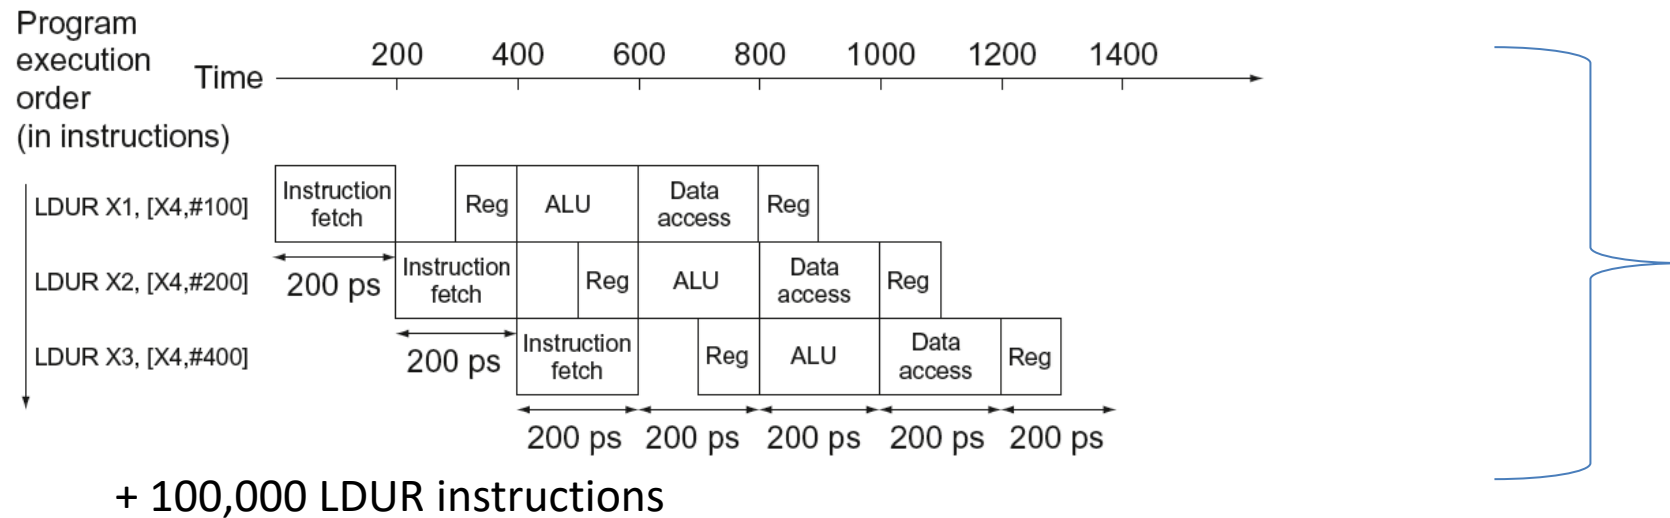 Program
execution
order
(in instructions)
Time
200 400 600 800 1000 1200 1400
LDUR X1, [X4,#100]
Instruction
fetch
Reg
ALU
Data
access
Reg
200 ps
LDUR X2, [X4,#200]
Instruction
fetch
Reg
ALU
Data
access
Reg
200 ps
LDUR X3, [X4,#400]
Instruction
fetch
Reg
ALU
Data
access
Reg
200 ps 200 ps 200 ps 200 ps 200 ps
+ 100,000 LDUR instructions